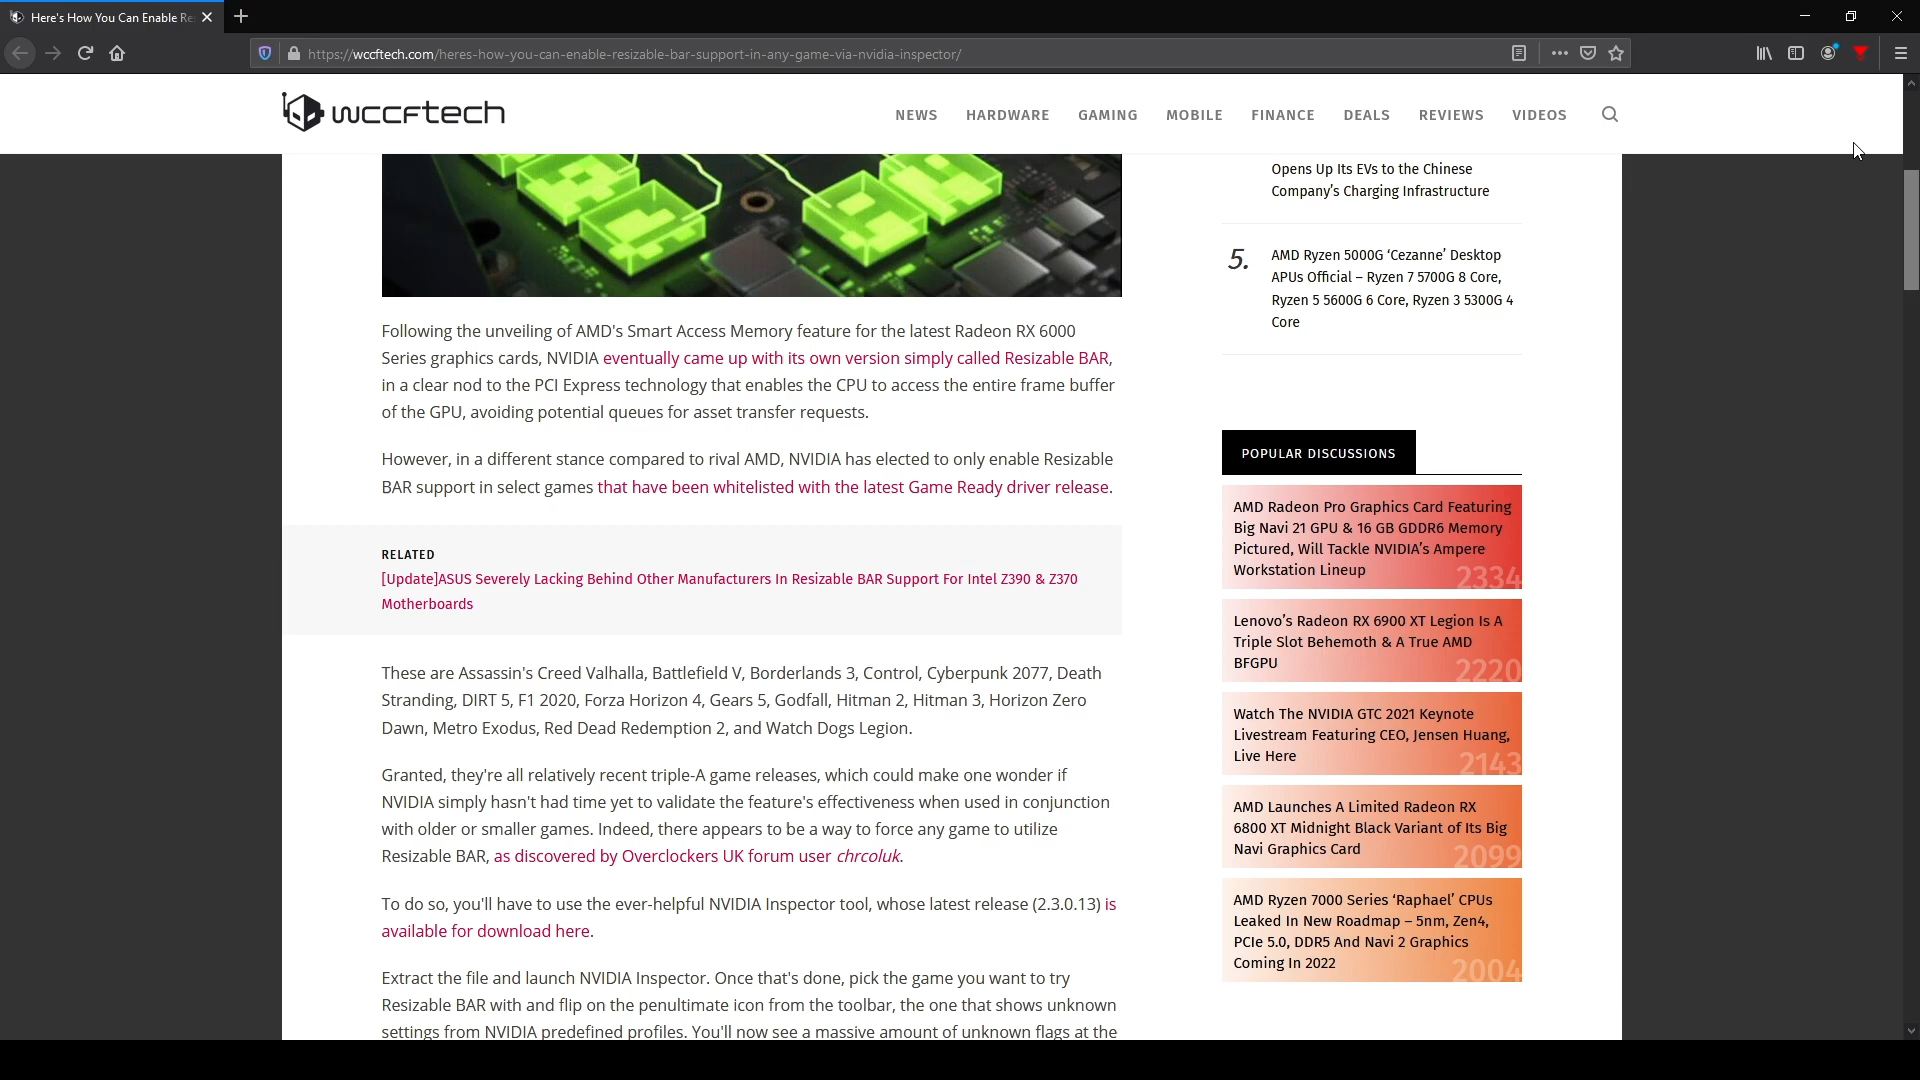 Here's How You Can Enable Re
https://wccftech.com/heres-how-you-can-enable-resizable-bar-support-in-any-game-via-nvidia-inspector/
wccftech
NEWS HARDWARE GAMING MOBILE FINANCE DEALS REVIEWS VIDEOS
Following the unveiling of AMD's Smart Access Memory feature for the latest Radeon RX 6000
Series graphics cards, NVIDIA eventually came up with its own version simply called Resizable BAR,
in a clear nod to the PCI Express technology that enables the CPU to access the entire frame buffer
of the GPU, avoiding potential queues for asset transfer requests.
However, in a different stance compared to rival AMD, NVIDIA has elected to only enable Resizable
BAR support in select games that have been whitelisted with the latest Game Ready driver release.
RELATED
[Update]ASUS Severely Lacking Behind Other Manufacturers In Resizable BAR Support For Intel Z390 & Z370
Motherboards
These are Assassin's Creed Valhalla, Battlefield V, Borderlands 3, Control, Cyberpunk 2077, Death
Stranding, DIRT 5, F1 2020, Forza Horizon 4, Gears 5, Godfall, Hitman 2, Hitman 3, Horizon Zero
Dawn, Metro Exodus, Red Dead Redemption 2, and Watch Dogs Legion.
Granted, they're all relatively recent triple-A game releases, which could make one wonder if
NVIDIA simply hasn't had time yet to validate the feature's effectiveness when used in conjunction
with older or smaller games. Indeed, there appears to be a way to force any game to utilize
Resizable BAR, as discovered by Overclockers UK forum user chrcoluk.
To do so, you'll have to use the ever-helpful NVIDIA Inspector tool, whose latest release (2.3.0.13) is
available for download here.
Extract the file and launch NVIDIA Inspector. Once that's done, pick the game you want to try
Resizable BAR with and flip on the penultimate icon from the toolbar, the one that shows unknown
settings from NVIDIA predefined profiles. You'll now see a massive amount of unknown flags at the
Opens Up Its EVs to the Chinese
Company's Charging Infrastructure
5. AMD Ryzen 5000G ‘Cezanne’ Desktop
APUs Official – Ryzen 7 5700G 8 Core,
Ryzen 5 5600G 6 Core, Ryzen 3 5300G 4
Core
POPULAR DISCUSSIONS
AMD Radeon Pro Graphics Card Featuring
Big Navi 21 GPU & 16 GB GDDR6 Memory
Pictured, Will Tackle NVIDIA's Ampere
Workstation Lineup
2334
Lenovo's Radeon RX 6900 XT Legion Is A
Triple Slot Behemoth & A True AMD
BFGPU
2220
Watch The NVIDIA GTC 2021 Keynote
Livestream Featuring CEO, Jensen Huang,
Live Here
2143
AMD Launches A Limited Radeon RX
6800 XT Midnight Black Variant of Its Big
Navi Graphics Card
2099
AMD Ryzen 7000 Series ‘Raphael’ CPUs
Leaked In New Roadmap – 5nm, Zen4,
PCIe 5.0, DDR5 And Navi 2 Graphics
Coming In 2022
2004